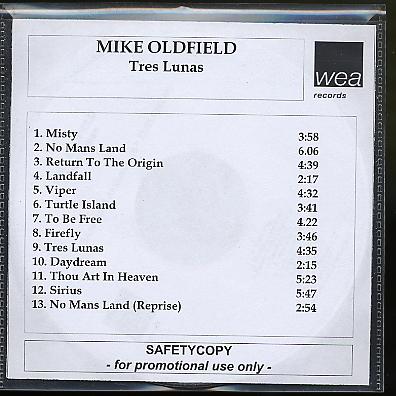 MIKE OLDFIELD
Tres Lunas
wea
records
1. Misty 3:58
2. No Mans Land 6.06
3. Return To The Origin 4:39
4. Landfall 2:17
5. Viper 4:32
6. Turtle Island 3:41
7. To Be Free 4.22
8. Firefly 3:46
9. Tres Lunas 4:35
10. Daydream 2:15
11. Thou Art In Heaven 5:23
12. Sirius 5:47
13. No Mans Land (Reprise) 2:54
SAFETYCOPY
- for promotional use only -